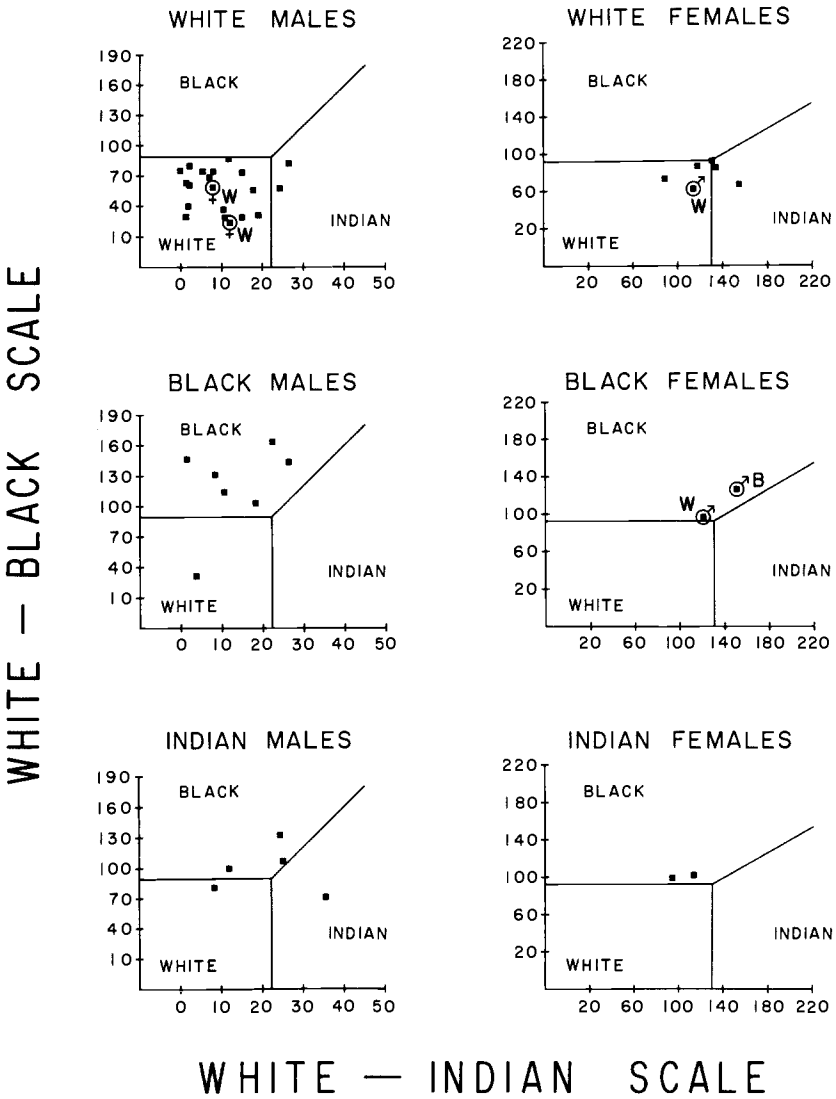 WHITE MALES
190
160
130
100
70
40
10
BLACK
WHITE
INDIAN
W
W
0 10 20 30 40 50
WHITE FEMALES
220
180
140
100
60
20
BLACK
WHITE
INDIAN
♂
W
20 60 100 140 180 220
BLACK MALES
190
160
130
100
70
40
10
BLACK
WHITE
INDIAN
0 10 20 30 40 50
BLACK FEMALES
220
180
140
100
60
20
BLACK
W ♂
♂ B
WHITE
INDIAN
20 60 100 140 180 220
INDIAN MALES
190
160
130
100
70
40
10
BLACK
WHITE
INDIAN
0 10 20 30 40 50
INDIAN FEMALES
220
180
140
100
60
20
BLACK
WHITE
INDIAN
20 60 100 140 180 220
WHITE — BLACK SCALE
WHITE — INDIAN SCALE